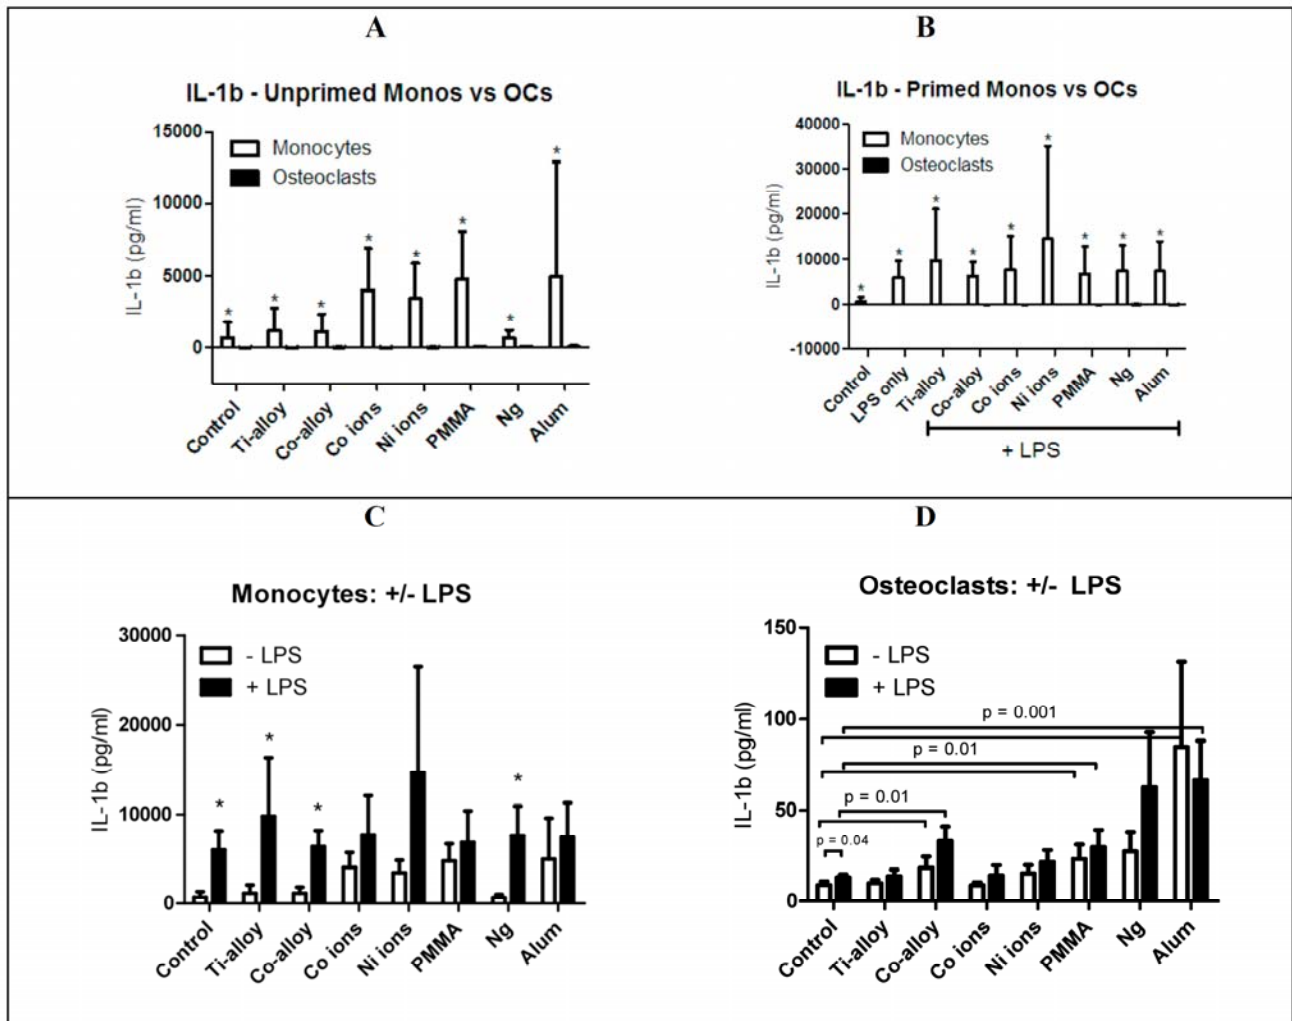 A
IL-1b - Unprimed Monos vs OCs
15000
10000
5000
0
IL-1b (pg/ml)
Monocytes
Osteoclasts
* * * * * * * *
Control
Ti-alloy
Co-alloy
Co ions
Ni ions
PMMA
Ng
Alum
B
IL-1b - Primed Monos vs OCs
40000
30000
20000
10000
0
-10000
IL-1b (pg/ml)
Monocytes
Osteoclasts
* * * * * * * * *
Control
LPS only
Ti-alloy
Co-alloy
Co ions
Ni ions
PMMA
Ng
Alum
+ LPS
C
Monocytes: +/- LPS
30000
20000
10000
0
IL-1b (pg/ml)
- LPS
+ LPS
* * * *
Control
Ti-alloy
Co-alloy
Co ions
Ni ions
PMMA
Ng
Alum
D
Osteoclasts: +/- LPS
150
100
50
0
IL-1b (pg/ml)
- LPS
+ LPS
p = 0.001
p = 0.01
p = 0.01
p = 0.04
Control
Ti-alloy
Co-alloy
Co ions
Ni ions
PMMA
Ng
Alum